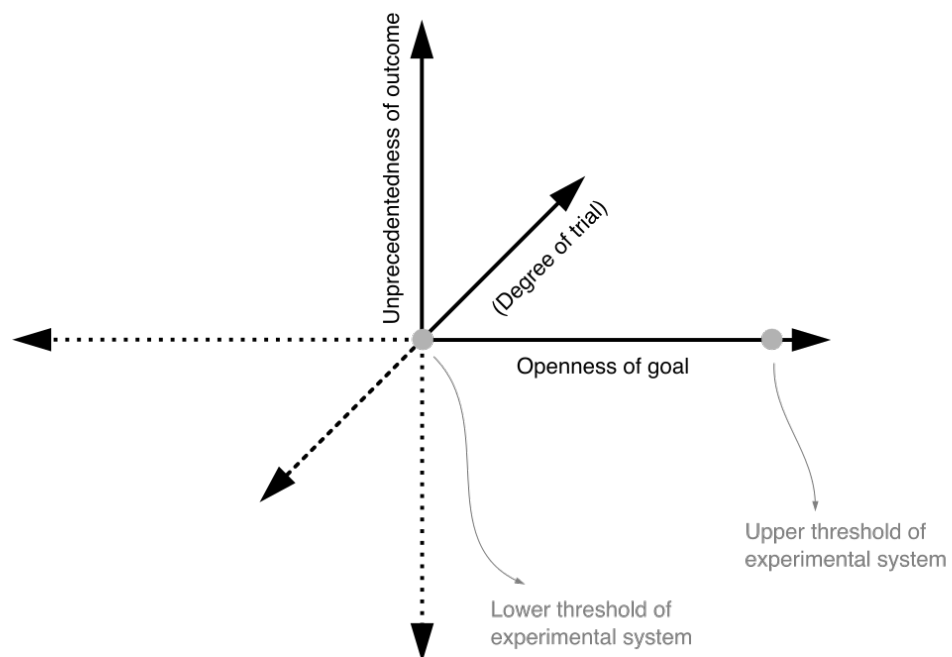 Unprecedentedness of outcome
(Degree of trial)
Openness of goal
Upper threshold of
experimental system
Lower threshold of
experimental system